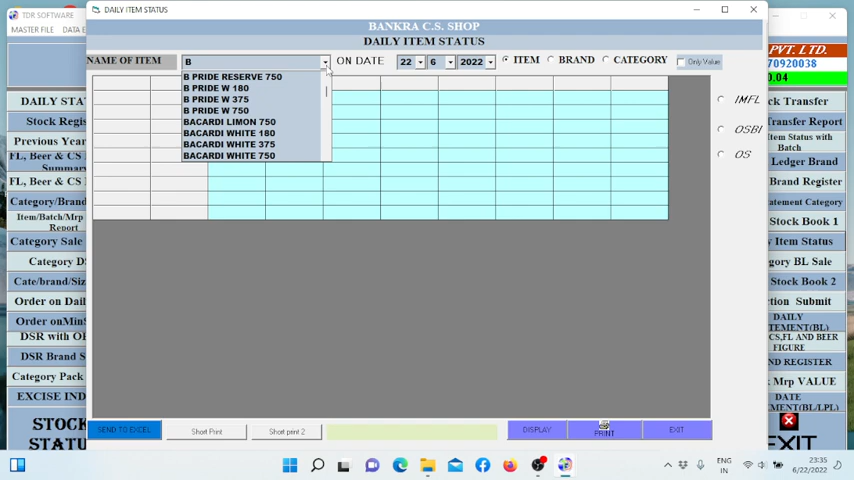 TDR SOFTWARE
DAILY ITEM STATUS
MASTER FILE
BANKRA C.S. SHOP
DAILY ITEM STATUS
PVT. LTD.
70920038
0.04
NAME OF ITEM B ON DATE 22 6 2022 ITEM BRAND CATEGORY Only Value
B PRIDE RESERVE 750
B PRIDE W 180
B PRIDE W 375
B PRIDE W 750
BACARDI LIMON 750
BACARDI WHITE 180
BACARDI WHITE 375
BACARDI WHITE 750
IMFL
OSBI
OS
DAILY STA
Stock Regis
Previous Year
FL, Beer & CS
Summary
FL, Beer & CS
Category/Brand
Item/Batch/Mrp
Report
Category Sale
Category D
Cate/brand/Siz
Order on Dail
Order onMinS
DSR with O
DSR Brand S
Category Pack
EXCISE IND
STOCK
STATU
k Transfer
Item Status with
Batch
Ledger Brand
Brand Register
atement Category
Stock Book 1
y Item Status
gory BL Sale
Stock Book 2
ction Submit
DAILY
TEMENT(BL)
CS,FL AND BEER
FIGURE
ND REGISTER
k Mrp VALUE
DATE
EMENT(BL/LPL)
EXIT
SEND TO EXCEL Short Print Short print 2 DISPLAY PRINT EXIT
ENG
IN
23:35
6/22/2022